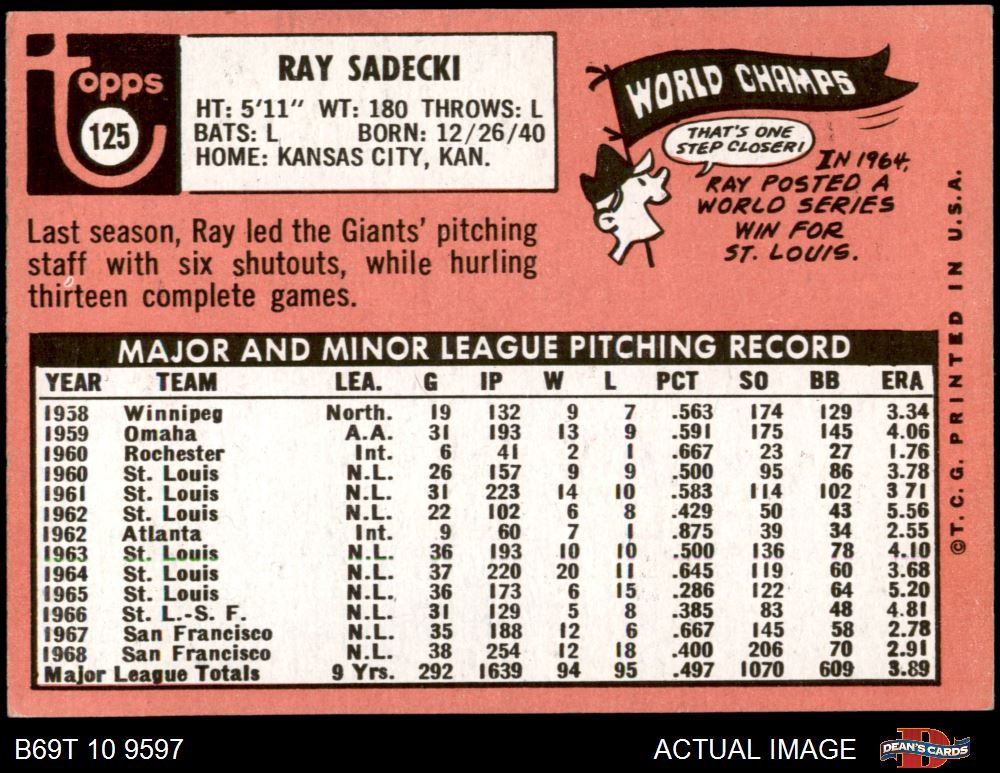 Topps
125
RAY SADECKI
HT: 5'11" WT: 180 THROWS: L
BATS: L BORN: 12/26/40
HOME: KANSAS CITY, KAN.
Last season, Ray led the Giants' pitching
staff with six shutouts, while hurling
thirteen complete games.
WORLD CHAMPS
THAT'S ONE
STEP CLOSER!
IN 1964,
RAY POSTED A
WORLD SERIES
WIN FOR
ST. LOUIS.
MAJOR AND MINOR LEAGUE PITCHING RECORD
YEAR TEAM LEA. G IP W L PCT SO BB ERA
1958 Winnipeg North. 19 132 9 7 .563 174 129 3.34
1959 Omaha A.A. 31 193 13 9 .591 175 145 4.06
1960 Rochester Int. 6 41 2 1 .667 23 27 1.76
1960 St. Louis N.L. 26 157 9 9 .500 95 86 3.78
1961 St. Louis N.L. 31 223 14 10 .583 114 102 3 71
1962 St. Louis N.L. 22 102 6 8 .429 50 43 5.56
1962 Atlanta Int. 9 60 7 1 .875 39 34 2.55
1963 St. Louis N.L. 36 193 10 10 .500 136 78 4.10
1964 St. Louis N.L. 37 220 20 11 .645 119 60 3.68
1965 St. Louis N.L. 36 173 6 15 .286 122 64 5.20
1966 St. L.-S. F. N.L. 31 129 5 8 .385 83 48 4.81
1967 San Francisco N.L. 35 188 12 6 .667 145 58 2.78
1968 San Francisco N.L. 38 254 12 18 .400 206 70 2.91
Major League Totals 9 Yrs. 292 1639 94 95 .497 1070 609 3.89
©T. C. G. PRINTED IN U.S.A.
B69T 10 9597
ACTUAL IMAGE
DEAN'S CARDS